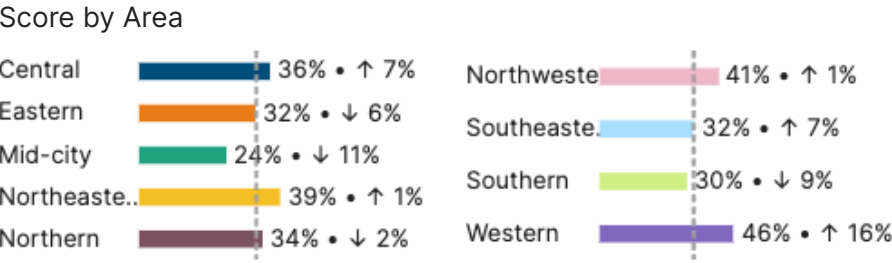 Score by Area
Central 36% • ↑ 7%
Eastern 32% • ↓ 6%
Mid-city 24% • ↓ 11%
Northeaste.. 39% • ↑ 1%
Northern 34% • ↓ 2%
Northweste 41% • ↑ 1%
Southeaste. 32% • ↑ 7%
Southern 30% • ↓ 9%
Western 46% • ↑ 16%